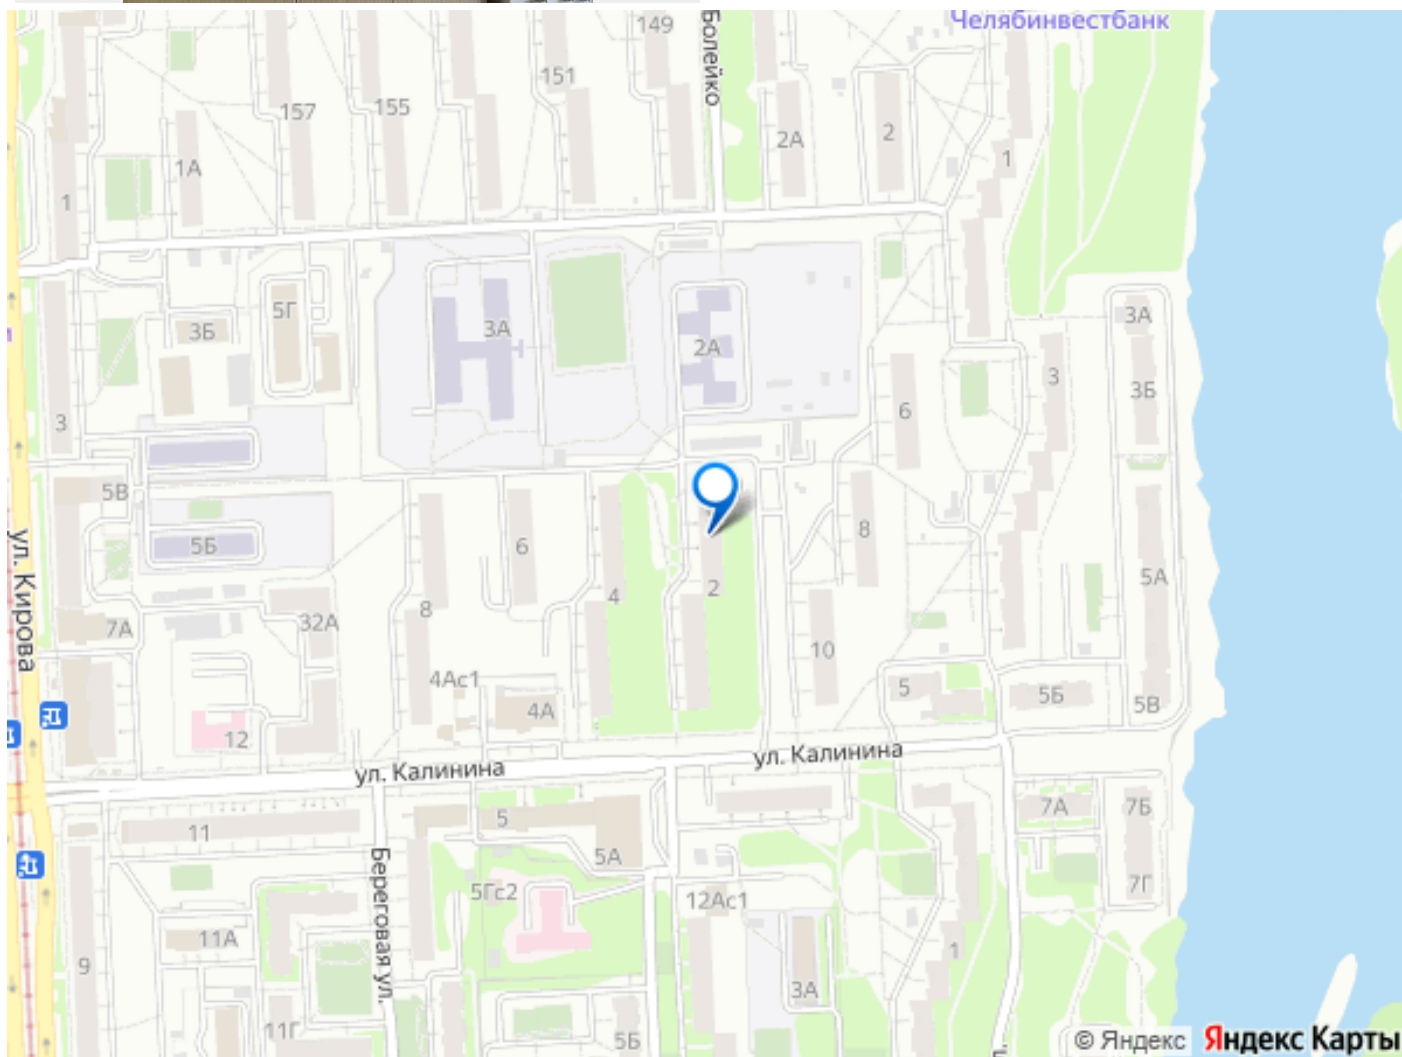 Челябинвестбанк
149
Болейко
151
157
155
2А
2
1
1А
1
5Г
3Б
3А
2А
3А
3
3Б
6
3
5В
ул. Кирова
5Б
6
8
2
4
8
5А
7А
32А
10
4Ас1
5
5Б
5В
4А
12
ул. Калинина
ул. Калинина
7А
7Б
5
11
5А
7Г
Береговая ул.
5Гс2
12Ас1
11А
1
9
3А
11Г
5Б
© Яндекс Яндекс Карты